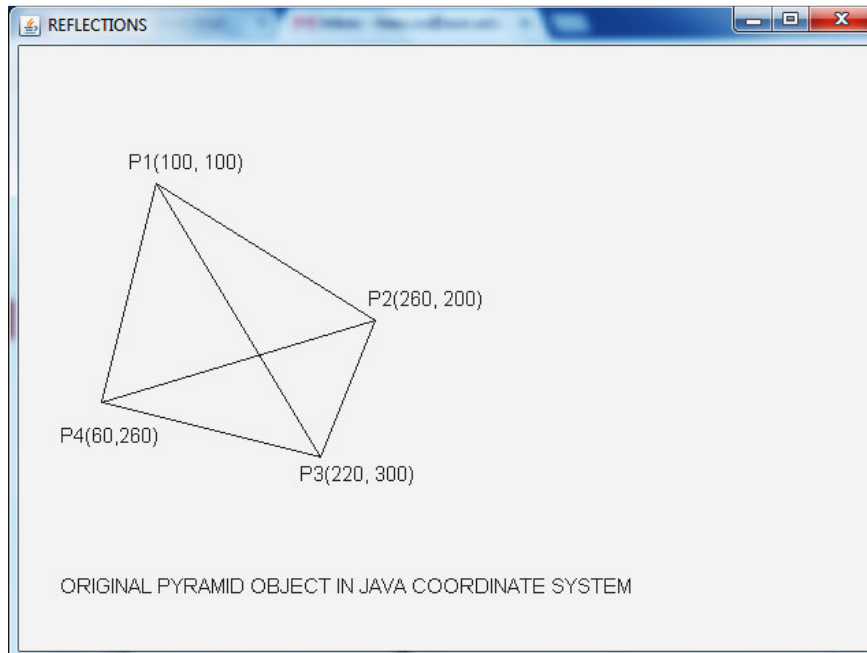 REFLECTIONS
P1(100, 100)
P2(260, 200)
P4(60,260)
P3(220, 300)
ORIGINAL PYRAMID OBJECT IN JAVA COORDINATE SYSTEM